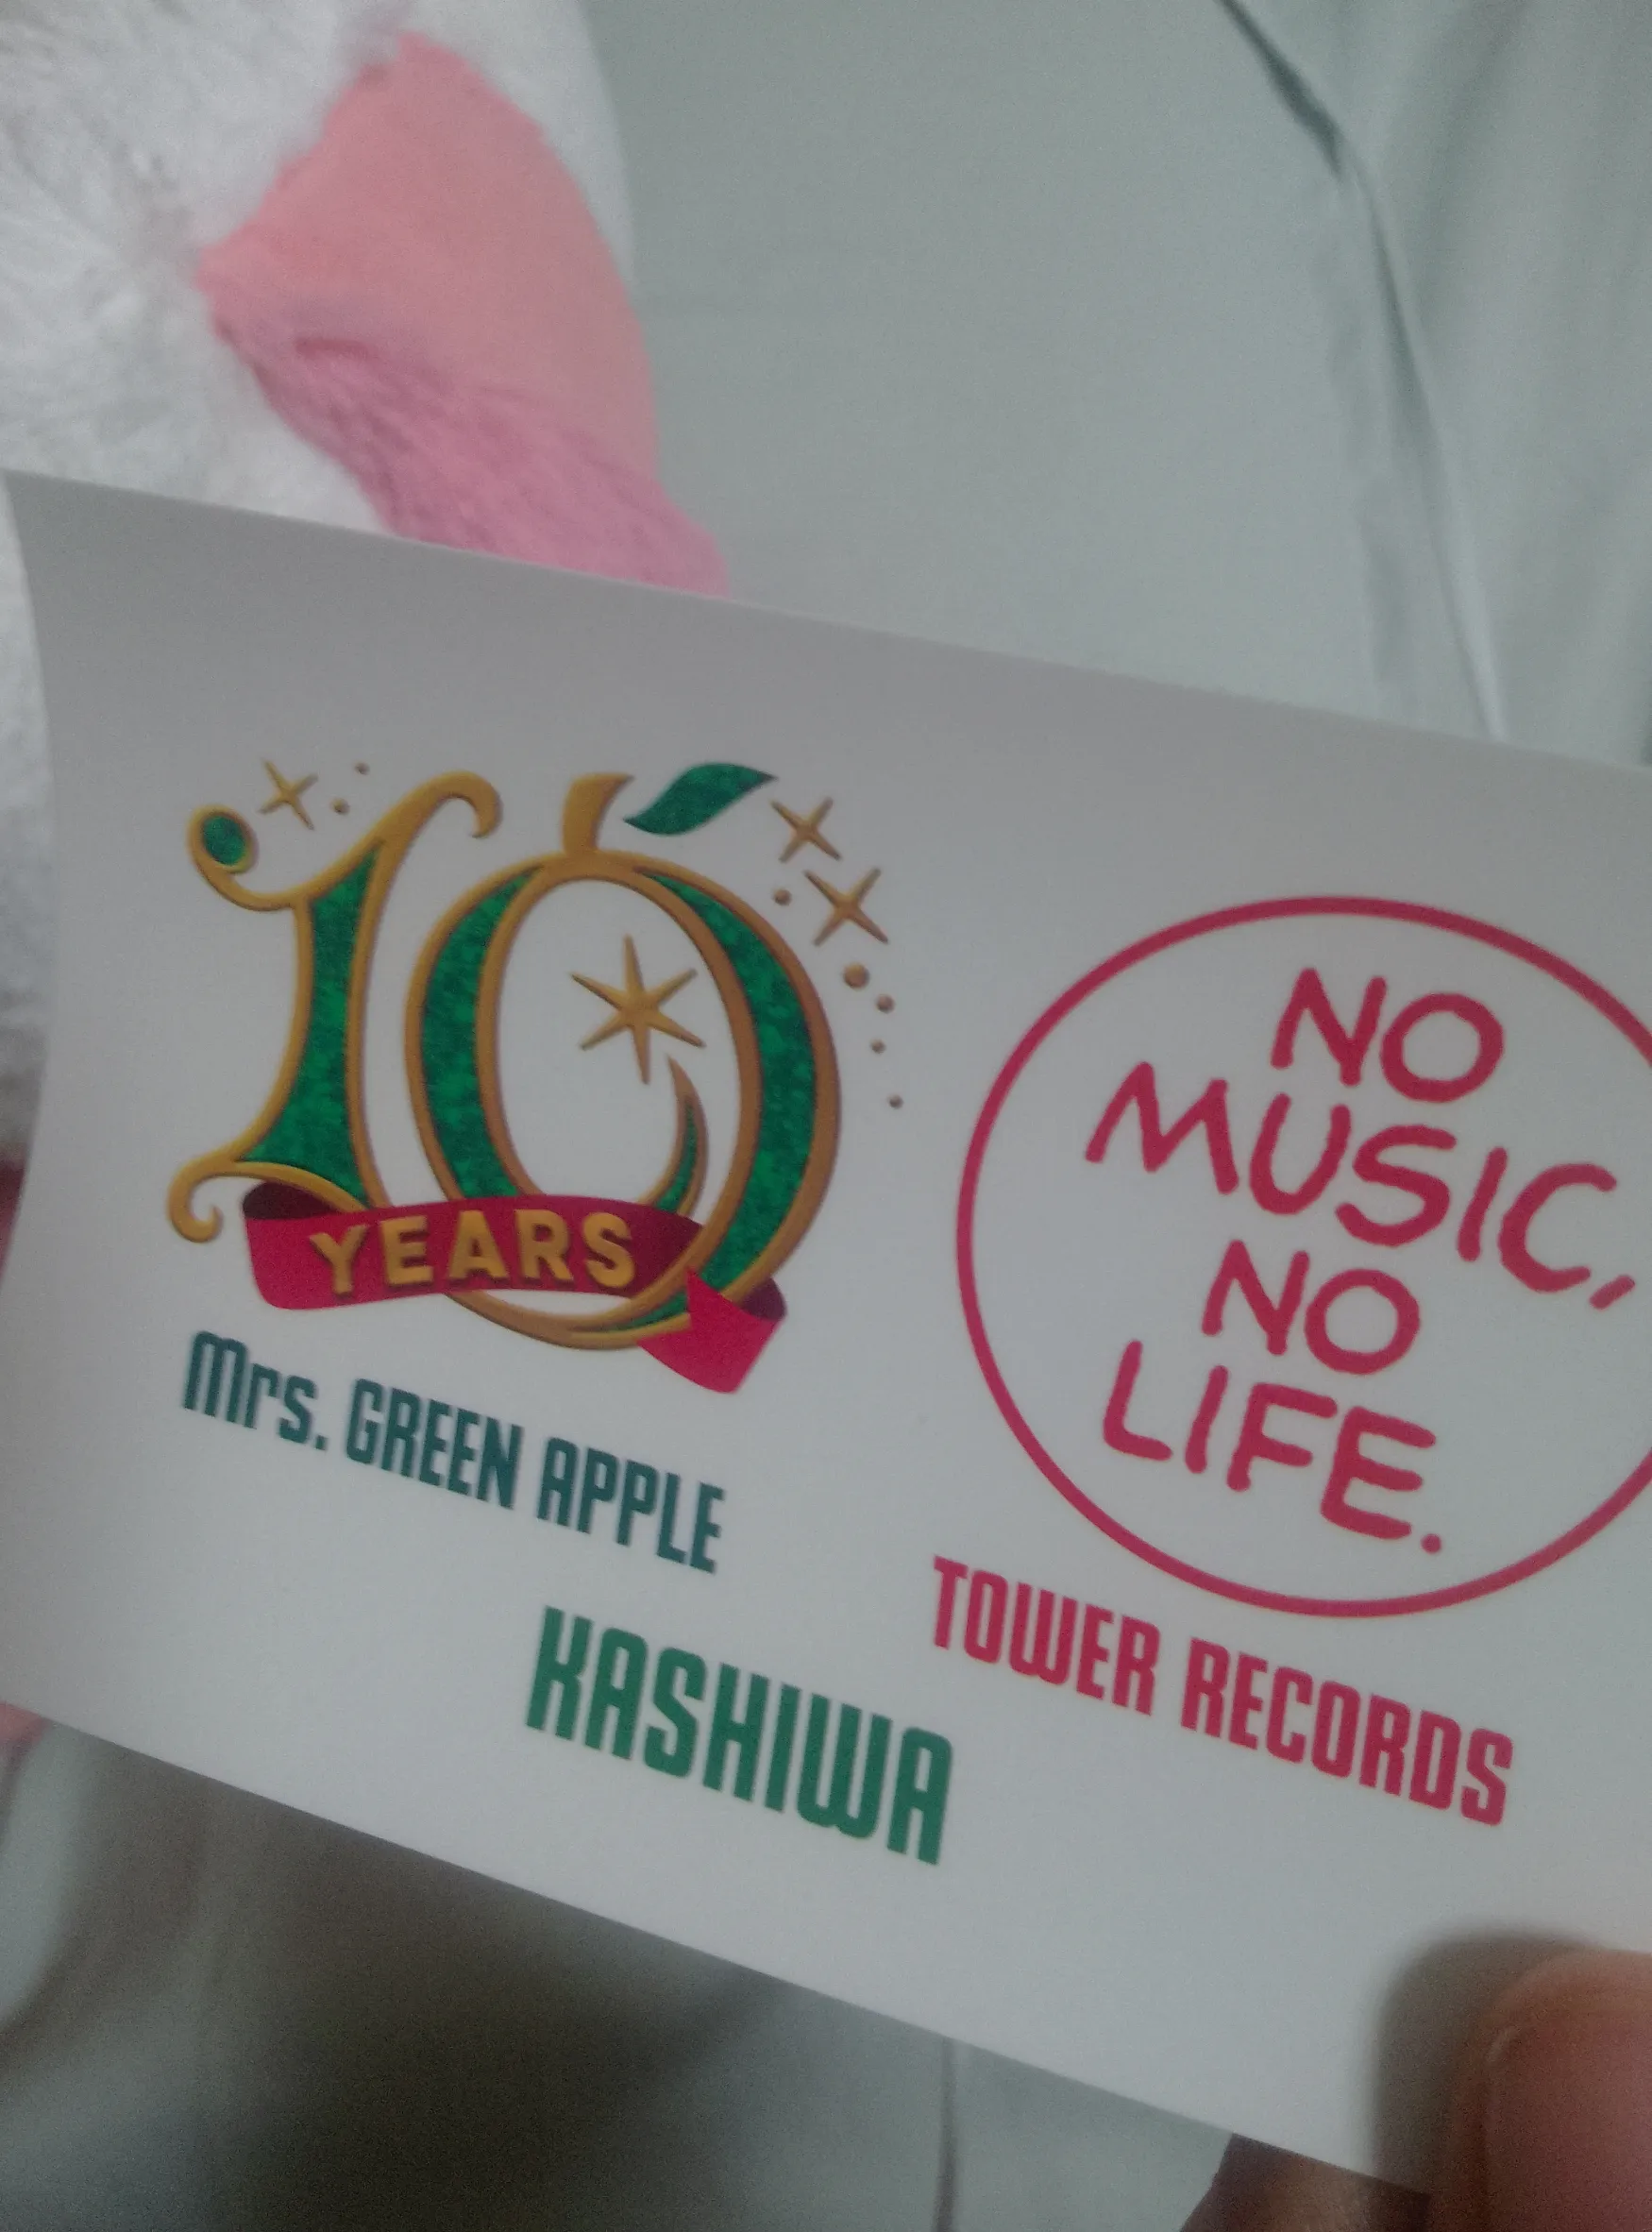 10
YEARS
Mrs. GREEN APPLE
NO
MUSIC,
NO
LIFE.
TOWER RECORDS
KASHIWA